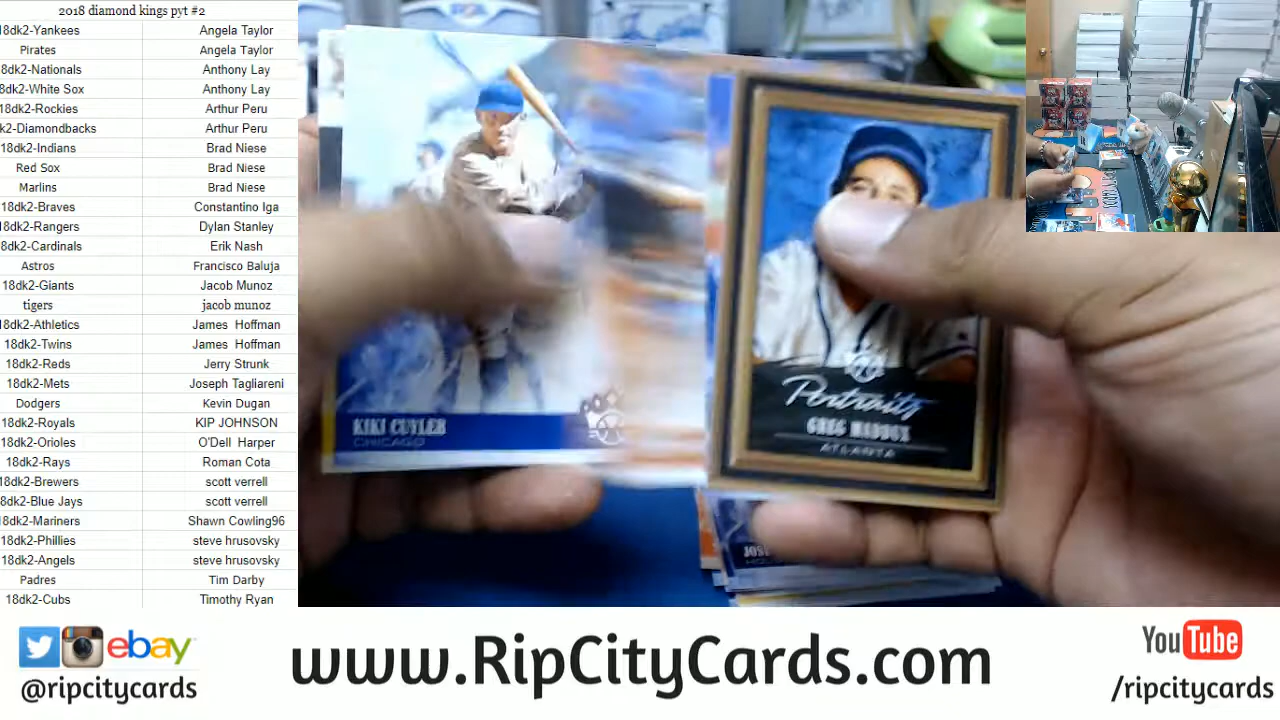 2018 diamond kings pyt #2
18dk2-Yankees Angela Taylor
Pirates Angela Taylor
8dk2-Nationals Anthony Lay
8dk2-White Sox Anthony Lay
18dk2-Rockies Arthur Peru
dk2-Diamondbacks Arthur Peru
18dk2-Indians Brad Niese
Red Sox Brad Niese
Marlins Brad Niese
18dk2-Braves Constantino Iga
18dk2-Rangers Dylan Stanley
8dk2-Cardinals Erik Nash
Astros Francisco Baluja
18dk2-Giants Jacob Munoz
tigers jacob munoz
18dk2-Athletics James Hoffman
18dk2-Twins James Hoffman
18dk2-Reds Jerry Strunk
18dk2-Mets Joseph Tagliareni
Dodgers Kevin Dugan
18dk2-Royals KIP JOHNSON
18dk2-Orioles O'Dell Harper
18dk2-Rays Roman Cota
18dk2-Brewers scott verrell
8dk2-Blue Jays scott verrell
18dk2-Mariners Shawn Cowling96
18dk2-Phillies steve hrusovsky
18dk2-Angels steve hrusovsky
Padres Tim Darby
18dk2-Cubs Timothy Ryan
KIKI CUYLER
CHICAGO
Portraits
GREG MADDUX
ATLANTA
ebay
@ripcitycards
www.RipCityCards.com
YouTube
/ripcitycards